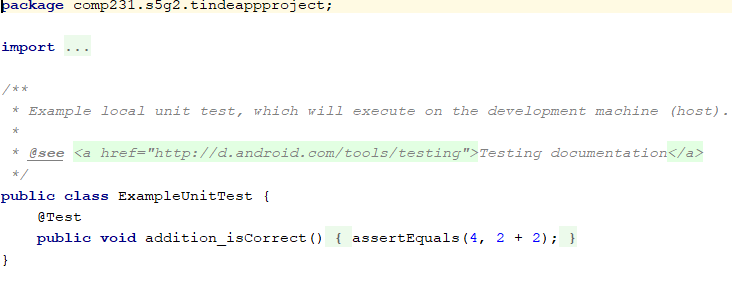 package comp231.s5g2.tindeappproject;
import ...
/**
* Example local unit test, which will execute on the development machine (host).
*
* @see <a href="http://d.android.com/tools/testing">Testing documentation</a>
*/
public class ExampleUnitTest {
@Test
public void addition_isCorrect() { assertEquals(4, 2 + 2); }
}